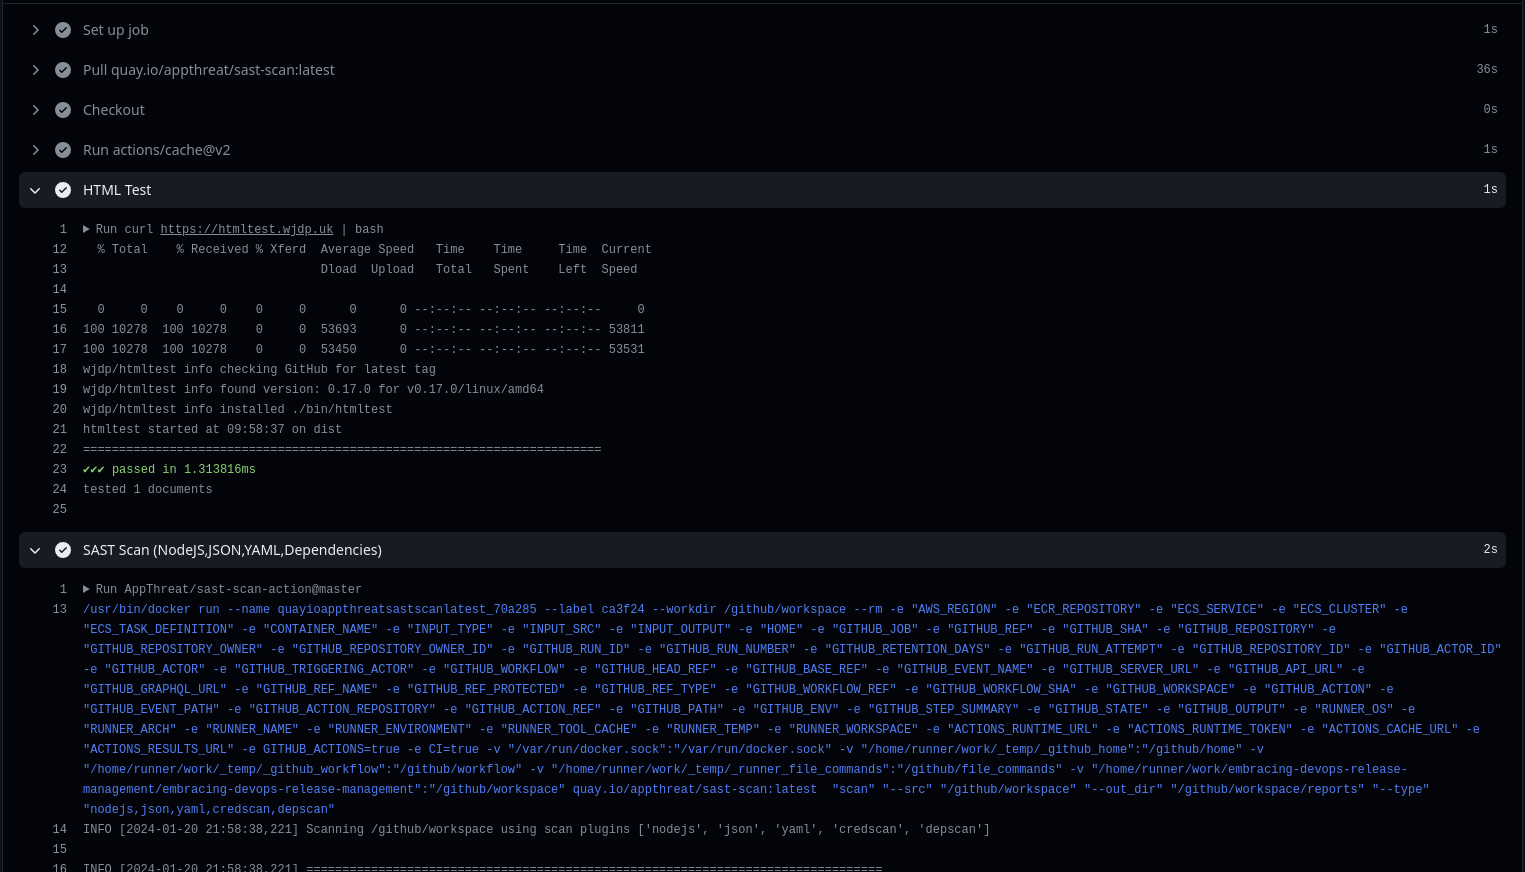 Set up job 1s
Pull quay.io/appthreat/sast-scan:latest 36s
Checkout 0s
Run actions/cache@v2 1s
HTML Test 1s
1 ▶ Run curl https://htmltest.wjdp.uk | bash
12 % Total % Received % Xferd Average Speed Time Time Time Current
13 Dload Upload Total Spent Left Speed
14
15 0 0 0 0 0 0 0 0 --:--:-- --:--:-- --:--:-- 0
16 100 10278 100 10278 0 0 53693 0 --:--:-- --:--:-- --:--:-- 53811
17 100 10278 100 10278 0 0 53450 0 --:--:-- --:--:-- --:--:-- 53531
18 wjdp/htmltest info checking GitHub for latest tag
19 wjdp/htmltest info found version: 0.17.0 for v0.17.0/linux/amd64
20 wjdp/htmltest info installed ./bin/htmltest
21 htmltest started at 09:58:37 on dist
22 ========================================================================
23 ✔✔✔ passed in 1.313816ms
24 tested 1 documents
25
SAST Scan (NodeJS,JSON,YAML,Dependencies) 2s
1 ▶ Run AppThreat/sast-scan-action@master
13 /usr/bin/docker run --name quayioappthreatsastscanlatest_70a285 --label ca3f24 --workdir /github/workspace --rm -e "AWS_REGION" -e "ECR_REPOSITORY" -e "ECS_SERVICE" -e "ECS_CLUSTER" -e
"ECS_TASK_DEFINITION" -e "CONTAINER_NAME" -e "INPUT_TYPE" -e "INPUT_SRC" -e "INPUT_OUTPUT" -e "HOME" -e "GITHUB_JOB" -e "GITHUB_REF" -e "GITHUB_SHA" -e "GITHUB_REPOSITORY" -e
"GITHUB_REPOSITORY_OWNER" -e "GITHUB_REPOSITORY_OWNER_ID" -e "GITHUB_RUN_ID" -e "GITHUB_RUN_NUMBER" -e "GITHUB_RETENTION_DAYS" -e "GITHUB_RUN_ATTEMPT" -e "GITHUB_REPOSITORY_ID" -e "GITHUB_ACTOR_ID"
-e "GITHUB_ACTOR" -e "GITHUB_TRIGGERING_ACTOR" -e "GITHUB_WORKFLOW" -e "GITHUB_HEAD_REF" -e "GITHUB_BASE_REF" -e "GITHUB_EVENT_NAME" -e "GITHUB_SERVER_URL" -e "GITHUB_API_URL" -e
"GITHUB_GRAPHQL_URL" -e "GITHUB_REF_NAME" -e "GITHUB_REF_PROTECTED" -e "GITHUB_REF_TYPE" -e "GITHUB_WORKFLOW_REF" -e "GITHUB_WORKFLOW_SHA" -e "GITHUB_WORKSPACE" -e "GITHUB_ACTION" -e
"GITHUB_EVENT_PATH" -e "GITHUB_ACTION_REPOSITORY" -e "GITHUB_ACTION_REF" -e "GITHUB_PATH" -e "GITHUB_ENV" -e "GITHUB_STEP_SUMMARY" -e "GITHUB_STATE" -e "GITHUB_OUTPUT" -e "RUNNER_OS" -e
"RUNNER_ARCH" -e "RUNNER_NAME" -e "RUNNER_ENVIRONMENT" -e "RUNNER_TOOL_CACHE" -e "RUNNER_TEMP" -e "RUNNER_WORKSPACE" -e "ACTIONS_RUNTIME_URL" -e "ACTIONS_RUNTIME_TOKEN" -e "ACTIONS_CACHE_URL" -e
"ACTIONS_RESULTS_URL" -e GITHUB_ACTIONS=true -e CI=true -v "/var/run/docker.sock":"/var/run/docker.sock" -v "/home/runner/work/_temp/_github_home":"/github/home" -v
"/home/runner/work/_temp/_github_workflow":"/github/workflow" -v "/home/runner/work/_temp/_runner_file_commands":"/github/file_commands" -v "/home/runner/work/embracing-devops-release-
management/embracing-devops-release-management":"/github/workspace" quay.io/appthreat/sast-scan:latest "scan" "--src" "/github/workspace" "--out_dir" "/github/workspace/reports" "--type"
"nodejs,json,yaml,credscan,depscan"
14 INFO [2024-01-20 21:58:38,221] Scanning /github/workspace using scan plugins ['nodejs', 'json', 'yaml', 'credscan', 'depscan']
15
16 INFO [2024-01-20 21:58:38,221] ================================================================================